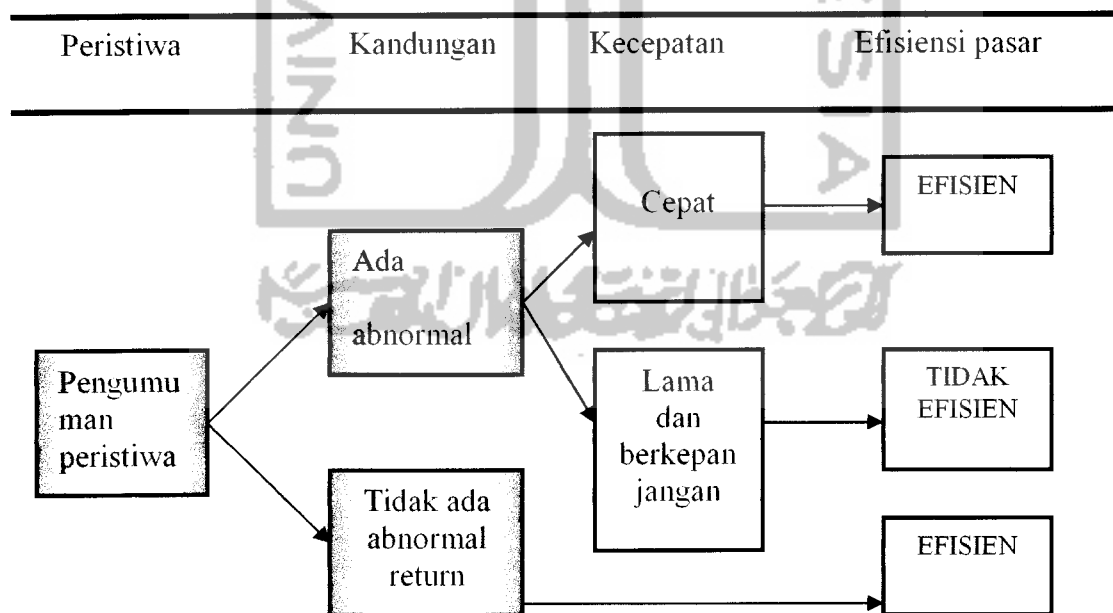 Peristiwa Kandungan Kecepatan Efisiensi pasar
Cepat
EFISIEN
Ada
abnormal
Pengumu
man
peristiwa
Lama
dan
berkepan
jangan
TIDAK
EFISIEN
Tidak ada
abnormal
return
EFISIEN